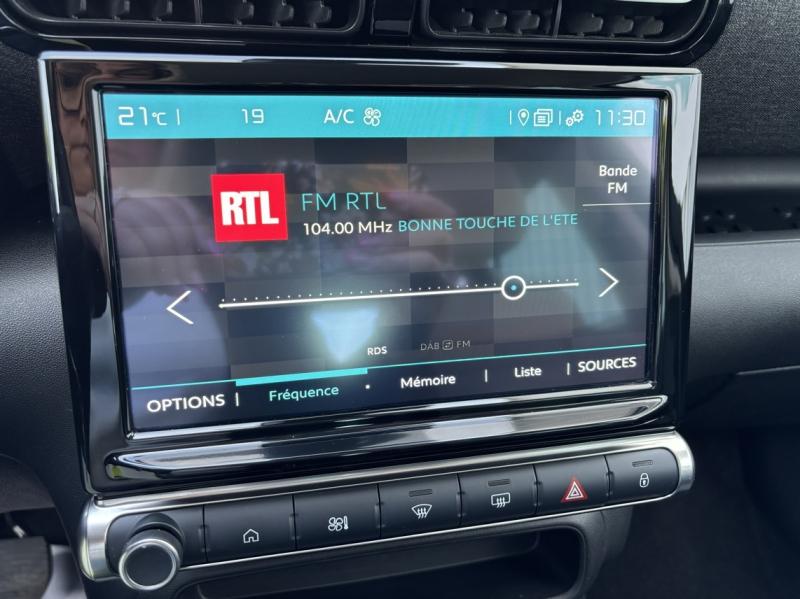 21°C | 19 A/C | | 11:30
RTL
FM RTL
104.00 MHz BONNE TOUCHE DE L'ETE
Bande
FM
RDS
DAB FM
OPTIONS | Fréquence • Mémoire | Liste | SOURCES